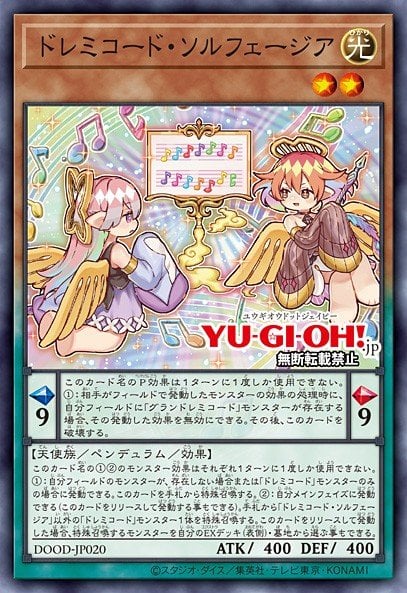 ドレミコード・ソルフェージア
光
ユウギオウドットジェイピー
YU-GI-OH!.jp
無断転載禁止
このカード名のP効果は1ターンに1度しか使用できない。
①：相手がフィールドで発動したモンスターの効果の処理時に、
自分フィールドに「グランドレミコード」モンスターが存在する
場合、その発動した効果を無効にできる。その後、このカードを
破壊する。
9
9
【天使族／ペンデュラム／効果】
このカード名の①②のモンスター効果はそれぞれ1ターンに1度しか使用できない。
①：自分フィールドのモンスターが、存在しない場合または「ドレミコード」モンスターのみ
の場合に発動できる。このカードを手札から特殊召喚する。②：自分メインフェイズに発動
できる（このカードをリリースして発動する事もできる）。手札から「ドレミコード・ソルフェー
ジア」以外の「ドレミコード」モンスター1体を特殊召喚する。このカードをリリースして発動した
場合、特殊召喚するモンスターを自分のEXデッキ（表側）・墓地から選ぶ事もできる。
DOOD-JP020
ATK/ 400 DEF/ 400
©スタジオ・ダイス／集英社・テレビ東京・KONAMI